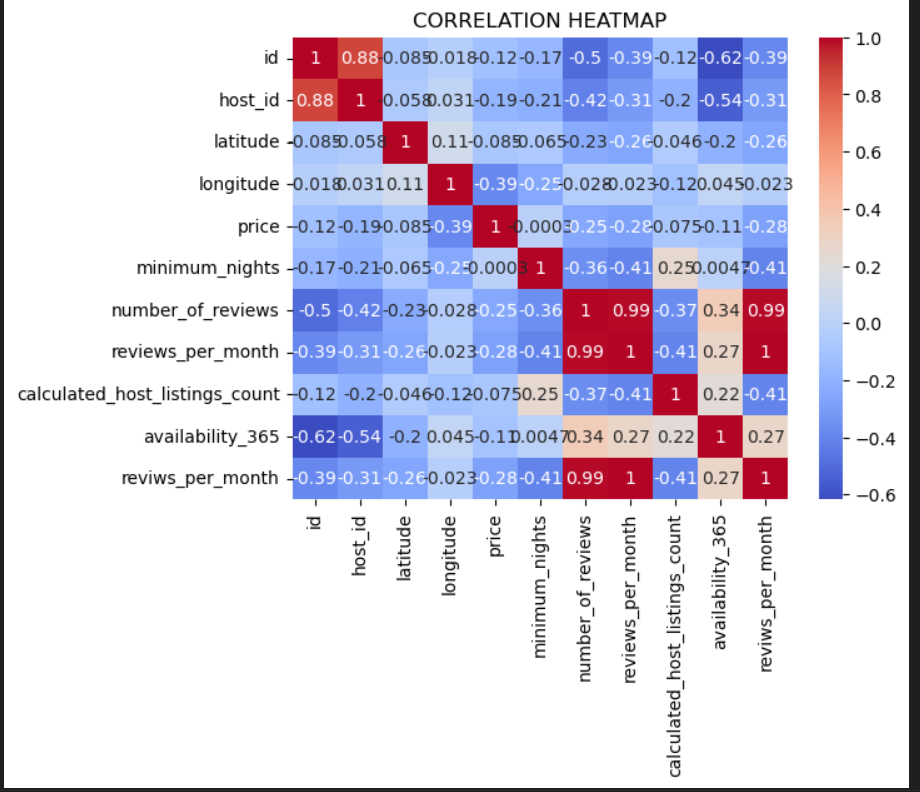 CORRELATION HEATMAP
id 1 0.88 -0.085 0.018 -0.12 -0.17 -0.5 -0.39 -0.12 -0.62 -0.39
host_id 0.88 1 -0.058 0.031 -0.19 -0.21 -0.42 -0.31 -0.2 -0.54 -0.31
latitude -0.085 0.058 1 0.11 -0.085 0.065 -0.23 -0.26 0.046 -0.2 -0.26
longitude -0.018 0.031 0.11 1 -0.39 -0.25 -0.028 0.023 -0.12 0.045 -0.023
price -0.12 -0.19 -0.085 -0.39 1 -0.0003 -0.25 -0.28 0.075 -0.11 -0.28
minimum_nights -0.17 -0.21 -0.065 -0.25 -0.0003 1 -0.36 -0.41 0.25 0.0047 -0.41
number_of_reviews -0.5 -0.42 -0.23 -0.028 -0.25 -0.36 1 0.99 -0.37 0.34 0.99
reviews_per_month -0.39 -0.31 -0.26 -0.023 -0.28 -0.41 0.99 1 -0.41 0.27 1
calculated_host_listings_count -0.12 -0.2 -0.046 -0.12 -0.075 0.25 -0.37 -0.41 1 0.22 -0.41
availability_365 -0.62 -0.54 -0.2 0.045 -0.11 0.0047 0.34 0.27 0.22 1 0.27
reviws_per_month -0.39 -0.31 -0.26 -0.023 -0.28 -0.41 0.99 1 -0.41 0.27 1
id
host_id
latitude
longitude
price
minimum_nights
number_of_reviews
reviews_per_month
calculated_host_listings_count
availability_365
reviws_per_month
1.0
0.8
0.6
0.4
0.2
0.0
−0.2
−0.4
−0.6